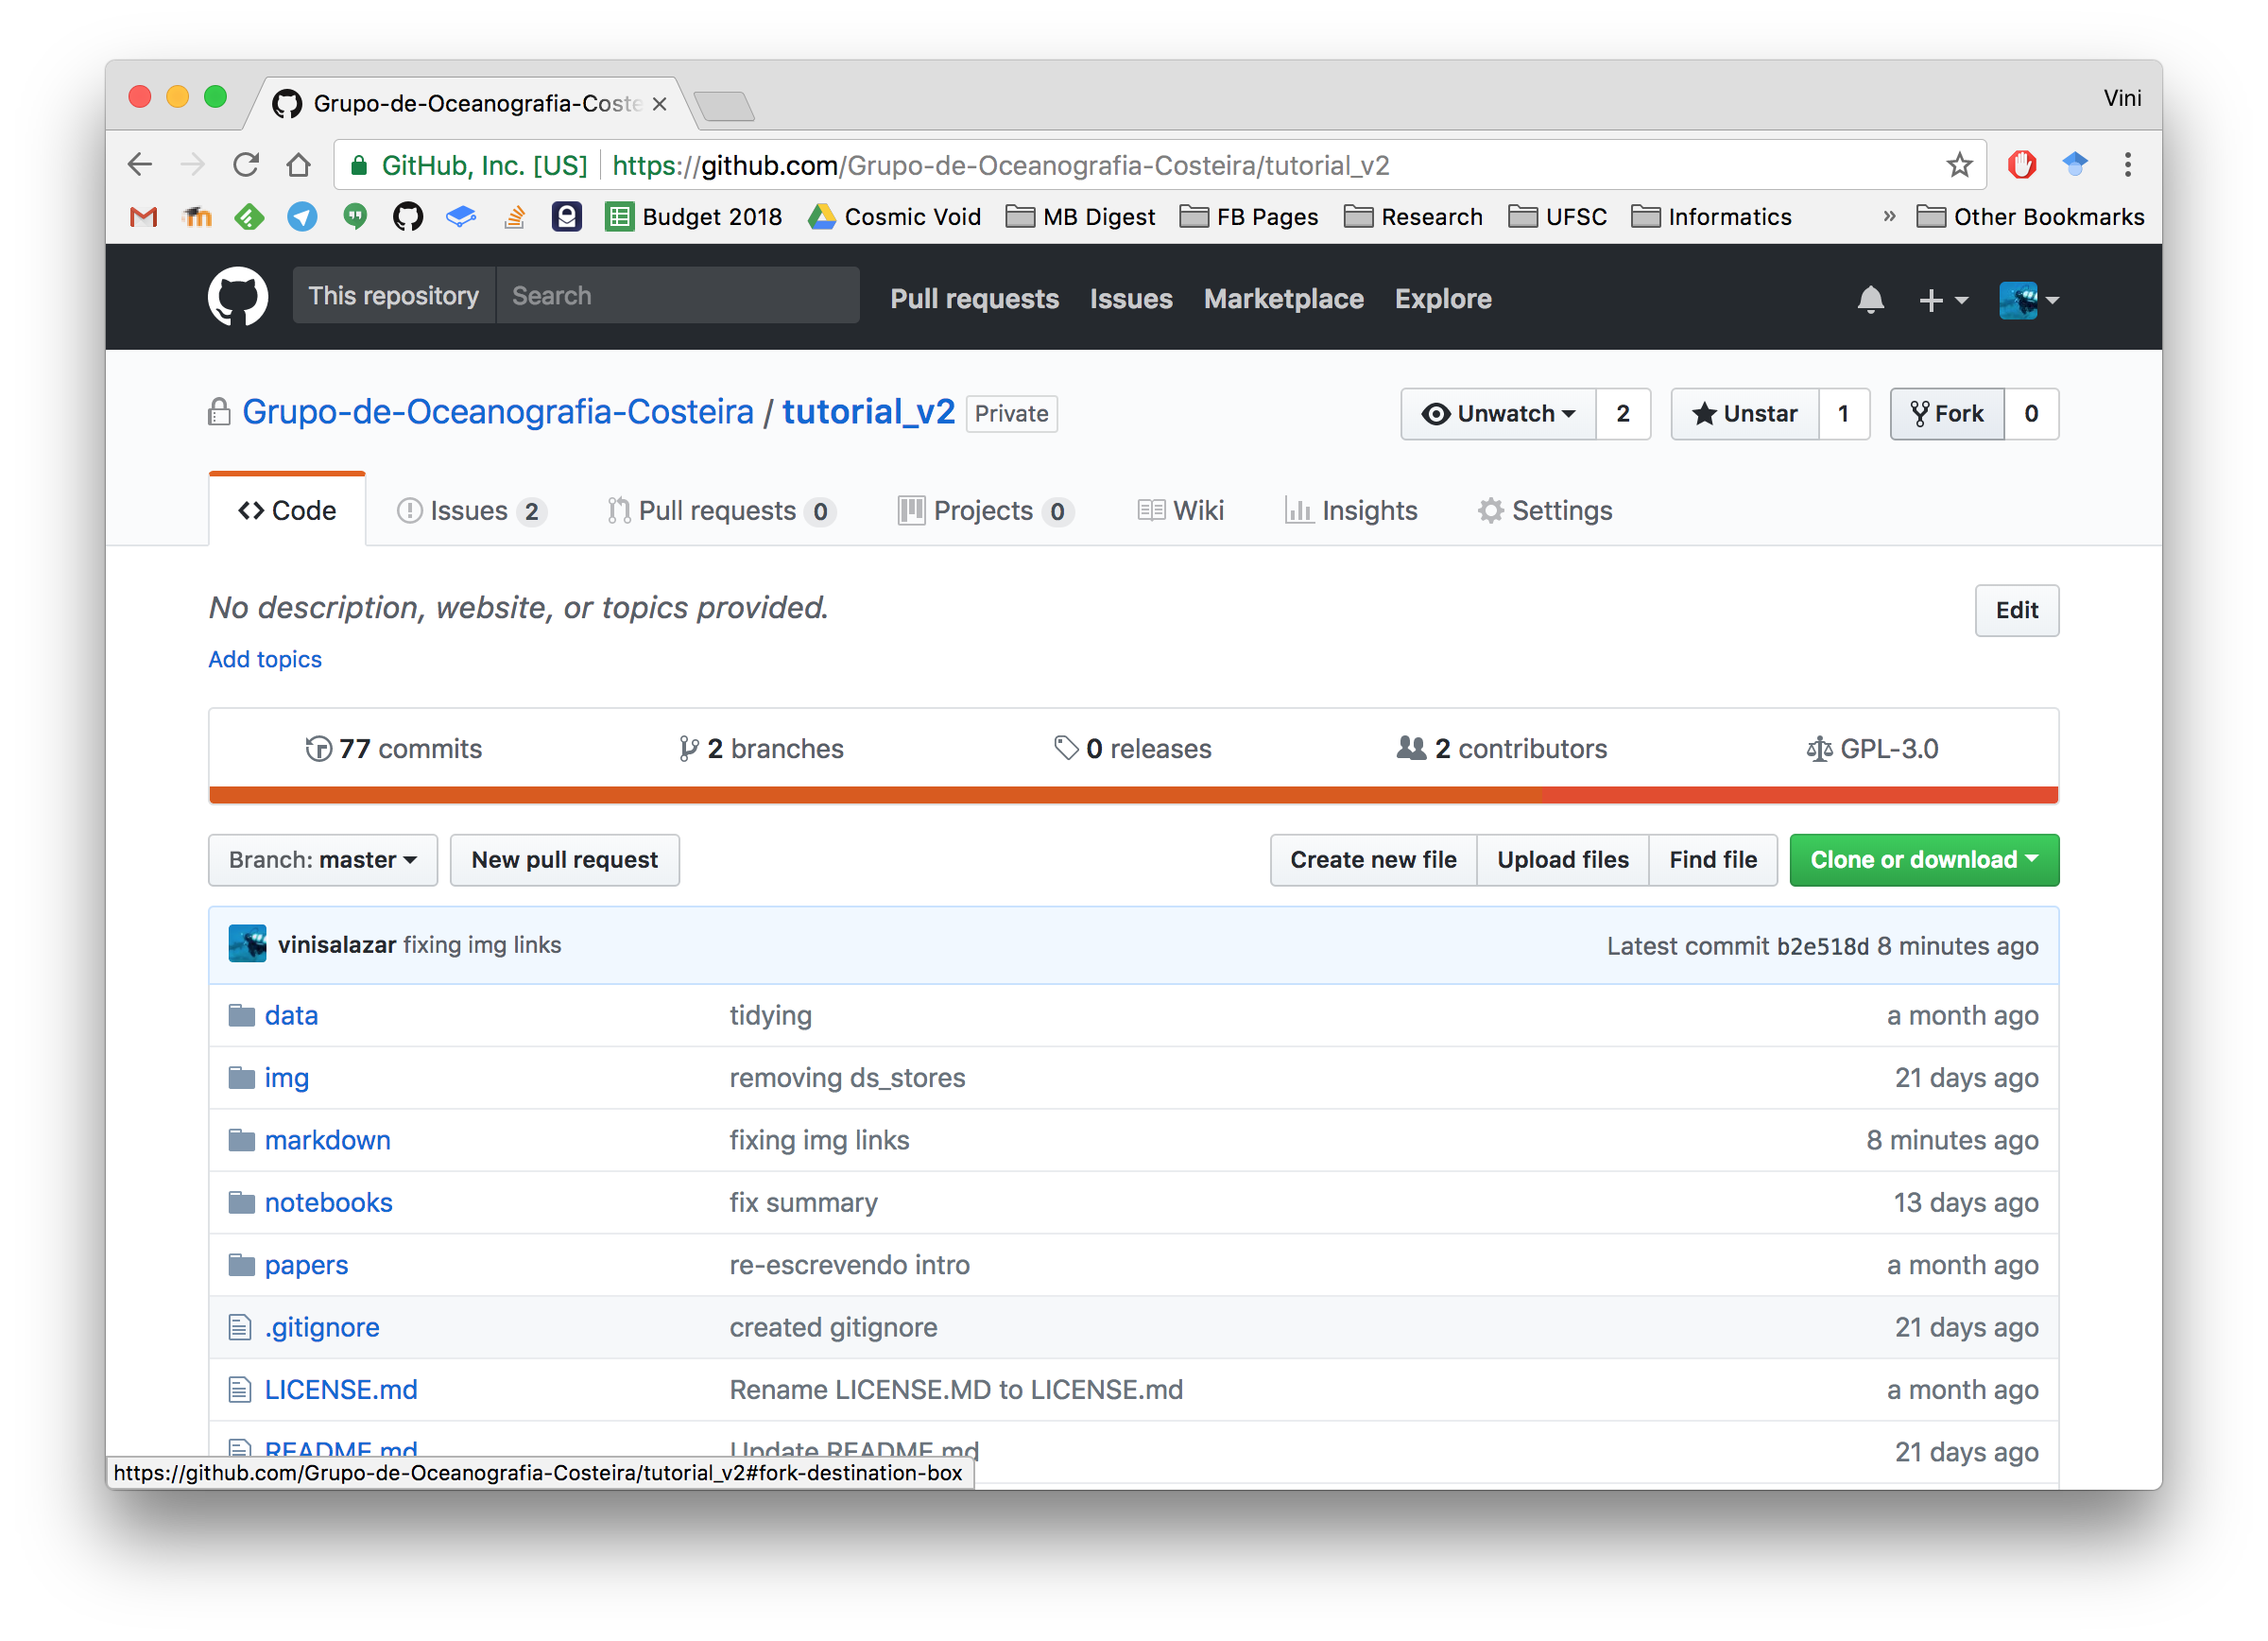 Grupo-de-Oceanografia-Coste
Vini
GitHub, Inc. [US] https://github.com/Grupo-de-Oceanografia-Costeira/tutorial_v2
Budget 2018 Cosmic Void MB Digest FB Pages Research UFSC Informatics » Other Bookmarks
This repository Search Pull requests Issues Marketplace Explore
Grupo-de-Oceanografia-Costeira / tutorial_v2 Private Unwatch 2 Unstar 1 Fork 0
Code Issues 2 Pull requests 0 Projects 0 Wiki Insights Settings
No description, website, or topics provided. Edit
Add topics
77 commits 2 branches 0 releases 2 contributors GPL-3.0
Branch: master New pull request Create new file Upload files Find file Clone or download
vinisalazar fixing img links Latest commit b2e518d 8 minutes ago
data tidying a month ago
img removing ds_stores 21 days ago
markdown fixing img links 8 minutes ago
notebooks fix summary 13 days ago
papers re-escrevendo intro a month ago
.gitignore created gitignore 21 days ago
LICENSE.md Rename LICENSE.MD to LICENSE.md a month ago
README.md Update README.md 21 days ago
https://github.com/Grupo-de-Oceanografia-Costeira/tutorial_v2#fork-destination-box